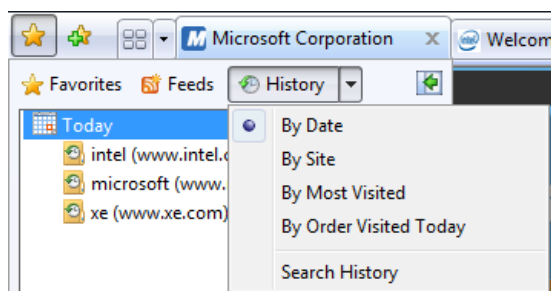 Microsoft Corporation x Welcom
Favorites Feeds History
Today
By Date
intel (www.intel.c
By Site
microsoft (www.
By Most Visited
xe (www.xe.com)
By Order Visited Today
Search History